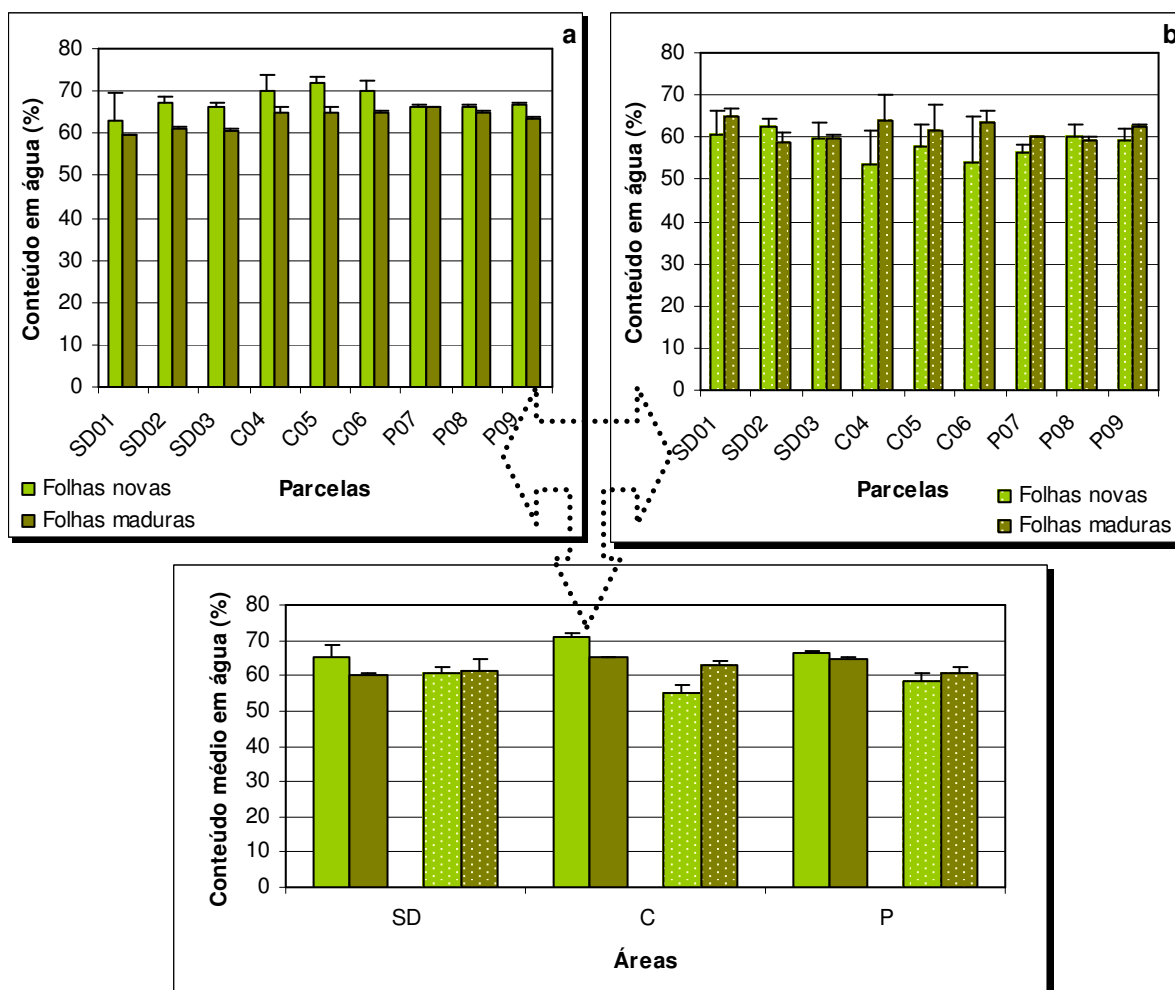 a
Conteúdo em água (%)
80
70
60
50
40
30
20
10
0
SD01
SD02
SD03
C04
C05
C06
P07
P08
P09
Parcelas
Folhas novas
Folhas maduras
b
Conteúdo em água (%)
80
70
60
50
40
30
20
10
0
SD01
SD02
SD03
C04
C05
C06
P07
P08
P09
Parcelas
Folhas novas
Folhas maduras
Conteúdo médio em água (%)
80
70
60
50
40
30
20
10
0
SD
C
P
Áreas